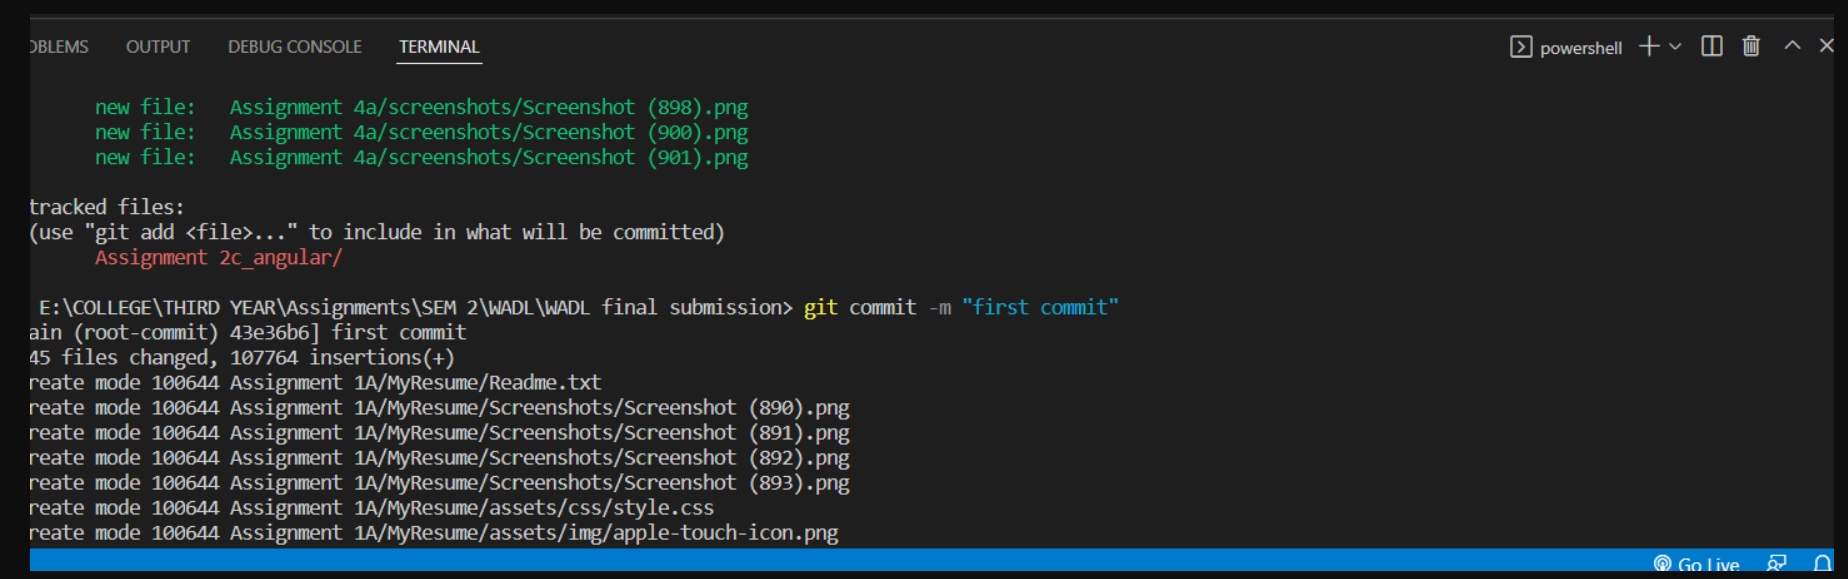 OBLEMS OUTPUT DEBUG CONSOLE TERMINAL powershell
new file: Assignment 4a/screenshots/Screenshot (898).png
new file: Assignment 4a/screenshots/Screenshot (900).png
new file: Assignment 4a/screenshots/Screenshot (901).png
tracked files:
(use "git add <file>..." to include in what will be committed)
Assignment 2c_angular/
E:\COLLEGE\THIRD YEAR\Assignments\SEM 2\WADL\WADL final submission> git commit -m "first commit"
ain (root-commit) 43e36b6] first commit
45 files changed, 107764 insertions(+)
reate mode 100644 Assignment 1A/MyResume/Readme.txt
reate mode 100644 Assignment 1A/MyResume/Screenshots/Screenshot (890).png
reate mode 100644 Assignment 1A/MyResume/Screenshots/Screenshot (891).png
reate mode 100644 Assignment 1A/MyResume/Screenshots/Screenshot (892).png
reate mode 100644 Assignment 1A/MyResume/Screenshots/Screenshot (893).png
reate mode 100644 Assignment 1A/MyResume/assets/css/style.css
reate mode 100644 Assignment 1A/MyResume/assets/img/apple-touch-icon.png
Go Live